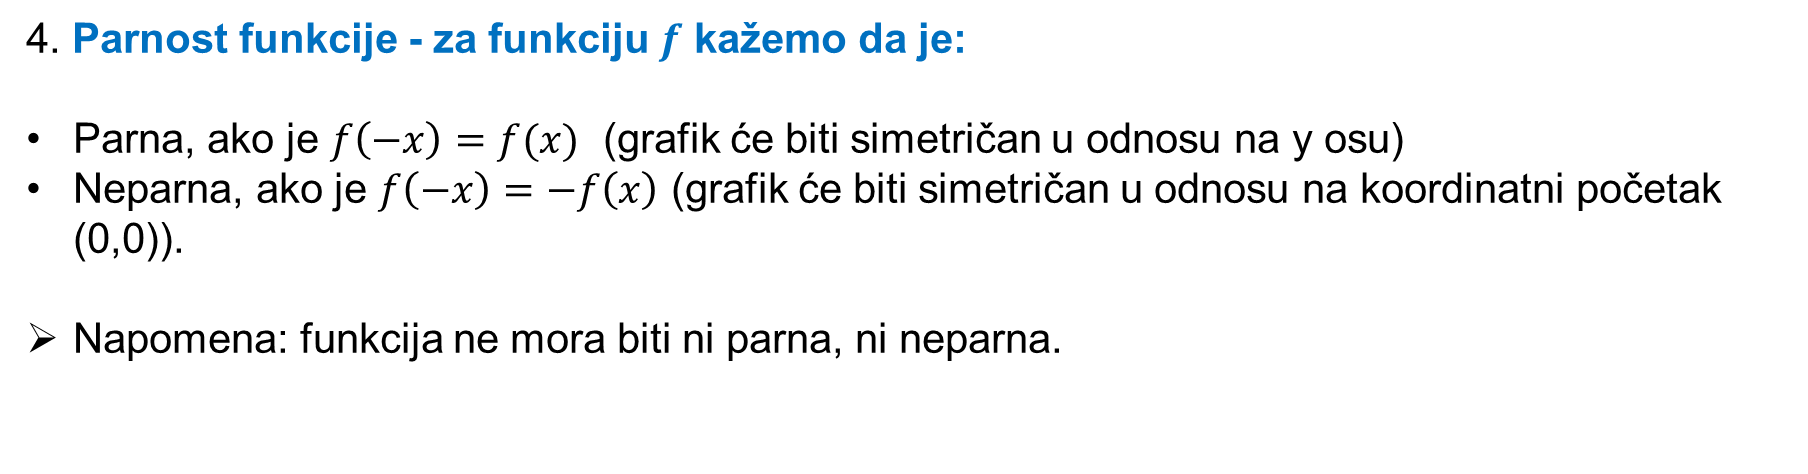 4. Parnost funkcije - za funkciju f kažemo da je:
• Parna, ako je f(−x) = f(x) (grafik će biti simetričan u odnosu na y osu)
• Neparna, ako je f(−x) = −f(x) (grafik će biti simetričan u odnosu na koordinatni početak
(0,0)).
➢ Napomena: funkcija ne mora biti ni parna, ni neparna.